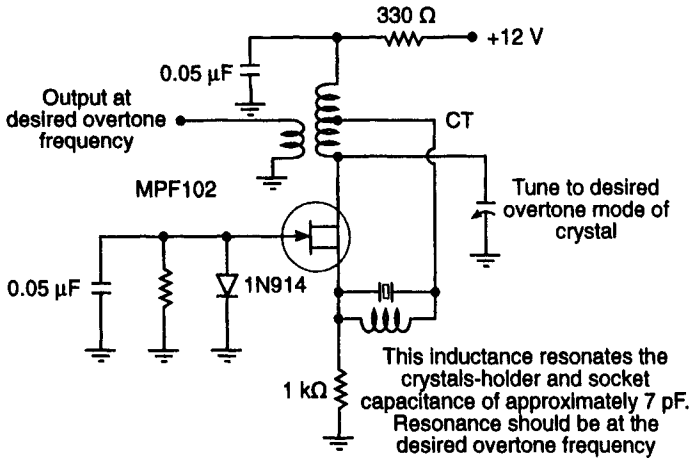 330 Ω
+12 V
0.05 µF
Output at
desired overtone
frequency
CT
MPF102
Tune to desired
overtone mode of
crystal
0.05 µF
1N914
1 kΩ
This inductance resonates the
crystals-holder and socket
capacitance of approximately 7 pF.
Resonance should be at the
desired overtone frequency